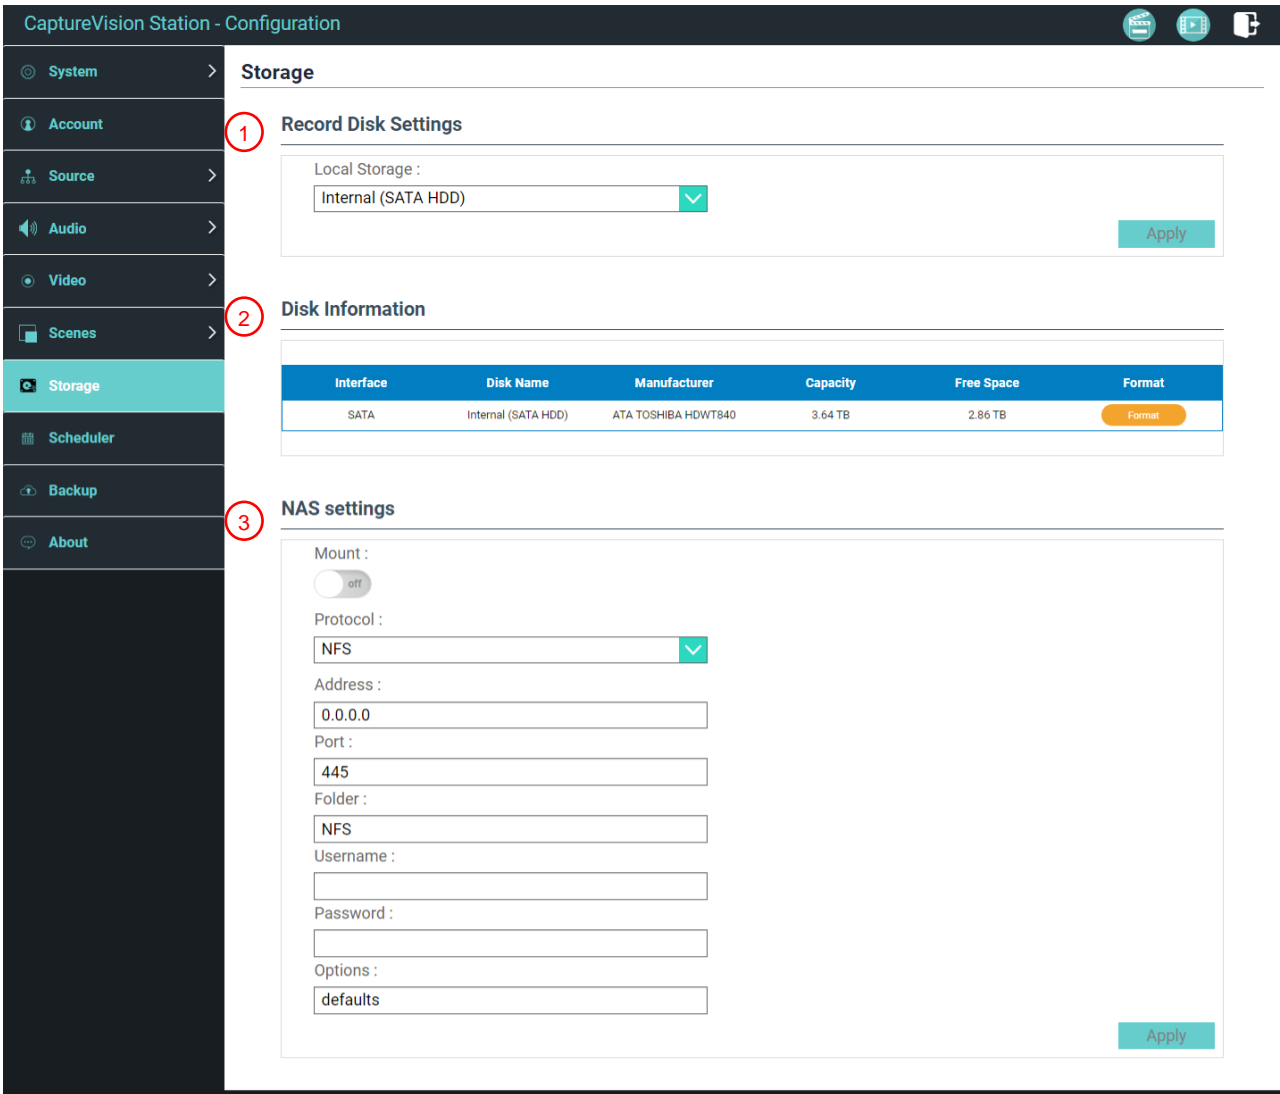 CaptureVision Station - Configuration
System
Account
Source
Audio
Video
Scenes
Storage
Scheduler
Backup
About
Storage
1
Record Disk Settings
Local Storage :
Internal (SATA HDD)
Apply
2
Disk Information
Interface Disk Name Manufacturer Capacity Free Space Format
SATA Internal (SATA HDD) ATA TOSHIBA HDWT840 3.64 TB 2.86 TB Format
3
NAS settings
Mount :
off
Protocol :
NFS
Address :
0.0.0.0
Port :
445
Folder :
NFS
Username :
Password :
Options :
defaults
Apply